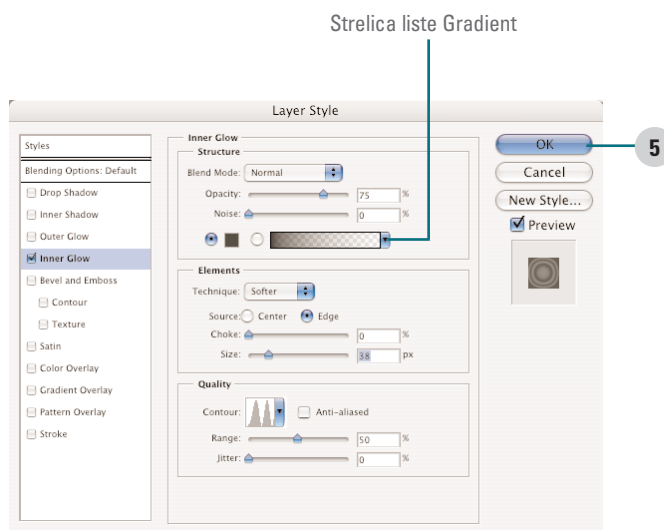 Strelica liste Gradient
Layer Style
Styles
Blending Options: Default
Drop Shadow
Inner Shadow
Outer Glow
Inner Glow
Bevel and Emboss
Contour
Texture
Satin
Color Overlay
Gradient Overlay
Pattern Overlay
Stroke
Inner Glow
Structure
Blend Mode: Normal
Opacity: 75 %
Noise: 0 %
Elements
Technique: Softer
Source: Center Edge
Choke: 0 %
Size: 38 px
Quality
Contour: Anti-aliased
Range: 50 %
Jitter: 0 %
OK
5
Cancel
New Style...
Preview